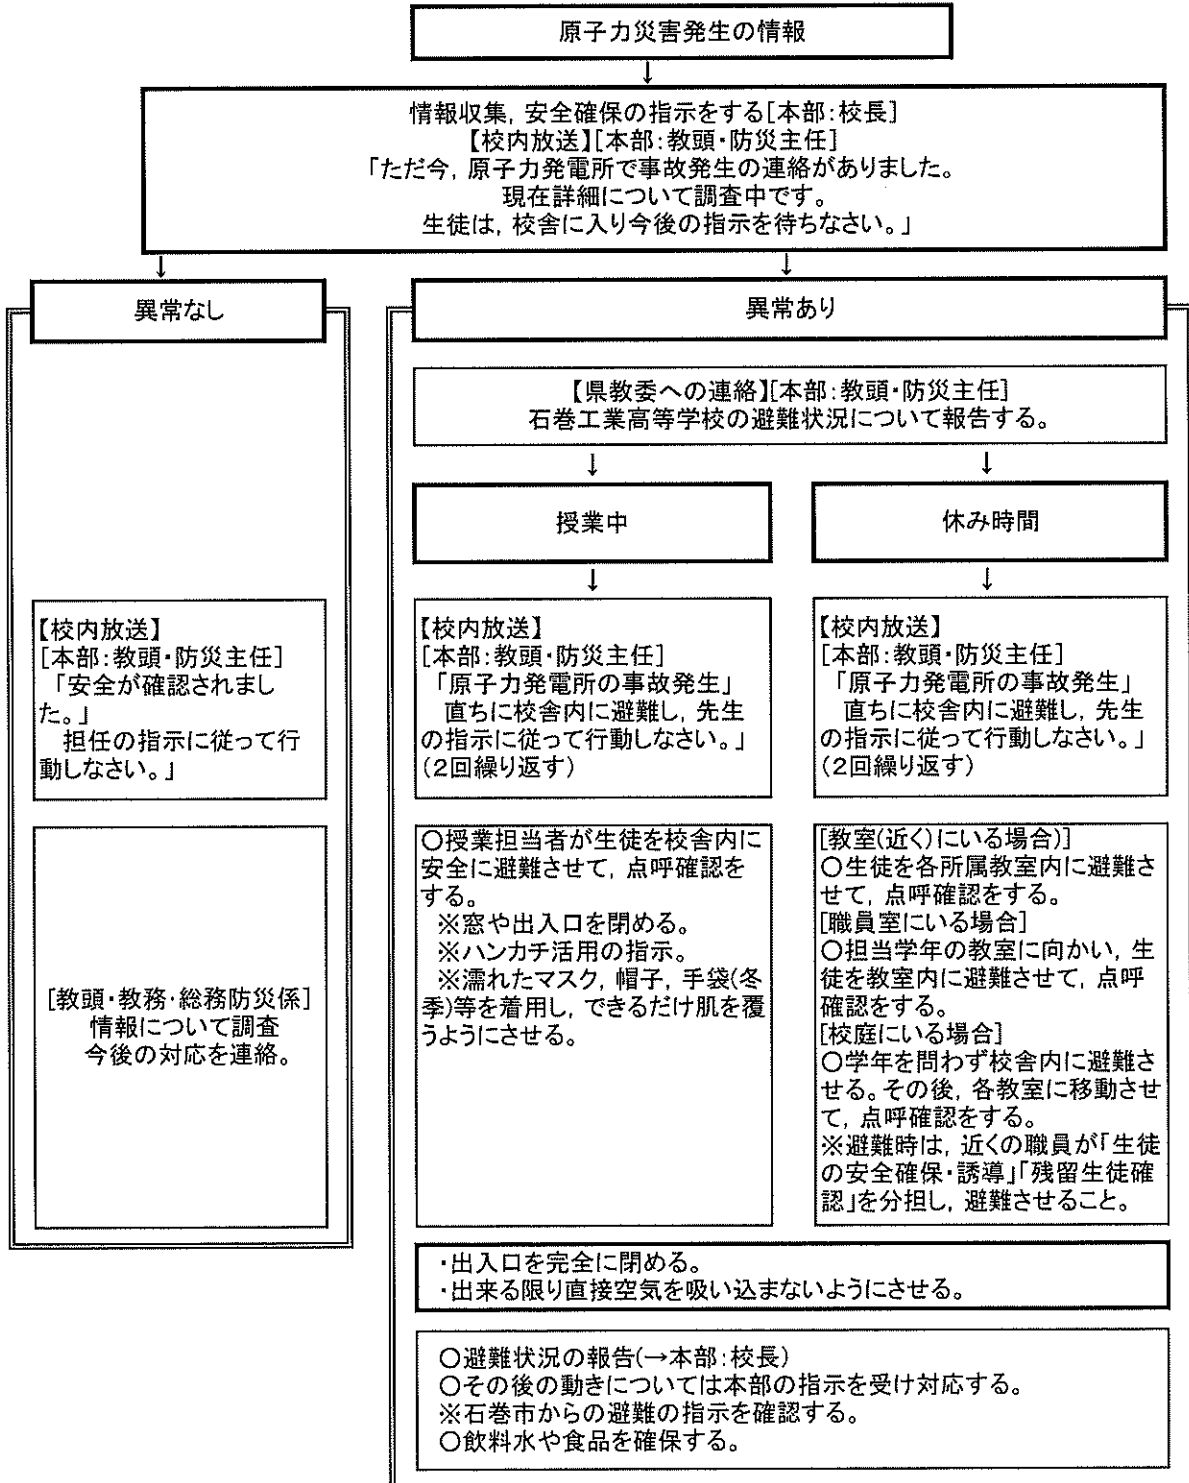 原子力災害発生の情報
↓
情報収集, 安全確保の指示をする[本部:校長]
【校内放送】[本部:教頭・防災主任]
「ただ今, 原子力発電所で事故発生の連絡がありました。
現在詳細について調査中です。
生徒は, 校舎に入り今後の指示を待ちなさい。」
↓
↓
異常なし
異常あり
【県教委への連絡】[本部:教頭・防災主任]
石巻工業高等学校の避難状況について報告する。
↓
↓
授業中
休み時間
↓
↓
【校内放送】
[本部:教頭・防災主任]
「安全が確認されまし
た。」
担任の指示に従って行
動しなさい。」
【校内放送】
[本部:教頭・防災主任]
「原子力発電所の事故発生」
直ちに校舎内に避難し, 先生
の指示に従って行動しなさい。」
(2回繰り返す)
【校内放送】
[本部:教頭・防災主任]
「原子力発電所の事故発生」
直ちに校舎内に避難し, 先生
の指示に従って行動しなさい。」
(2回繰り返す)
[教頭・教務・総務防災係]
情報について調査
今後の対応を連絡。
○授業担当者が生徒を校舎内に
安全に避難させて, 点呼確認を
する。
※窓や出入口を閉める。
※ハンカチ活用の指示。
※濡れたマスク, 帽子, 手袋(冬
季)等を着用し, できるだけ肌を覆
うようにさせる。
[教室(近く)にいる場合)]
○生徒を各所属教室内に避難さ
せて, 点呼確認をする。
[職員室にいる場合]
○担当学年の教室に向かい, 生
徒を教室内に避難させて, 点呼
確認をする。
[校庭にいる場合]
○学年を問わず校舎内に避難さ
せる。その後, 各教室に移動させ
て, 点呼確認をする。
※避難時は, 近くの職員が「生徒
の安全確保・誘導」「残留生徒確
認」を分担し, 避難させること。
・出入口を完全に閉める。
・出来る限り直接空気を吸い込まないようにさせる。
○避難状況の報告(→本部:校長)
○その後の動きについては本部の指示を受け対応する。
※石巻市からの避難の指示を確認する。
○飲料水や食品を確保する。